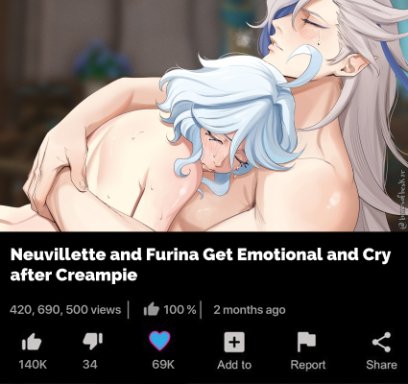 Neuvillette and Furina Get Emotional and Cry
after Creampie
420, 690, 500 views | 100 % | 2 months ago
140K 34 69K Add to Report Share